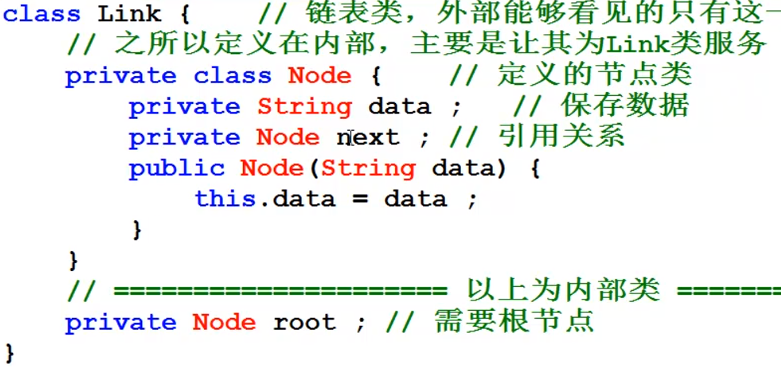 class Link { // 链表类，外部能够看见的只有这一
// 之所以定义在内部，主要是让其为Link类服务
private class Node { // 定义的节点类
private String data ; // 保存数据
private Node next ; // 引用关系
public Node(String data) {
this.data = data ;
}
}
// ===================== 以上为内部类 =======
private Node root ; // 需要根节点
}